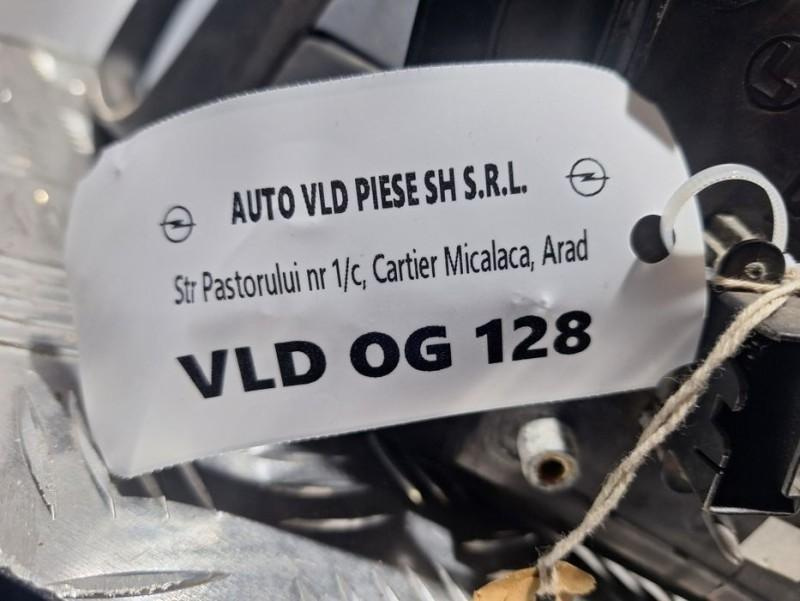 AUTO VLD PIESE SH S.R.L.
Str Pastorului nr 1/c, Cartier Micalaca, Arad
VLD OG 128